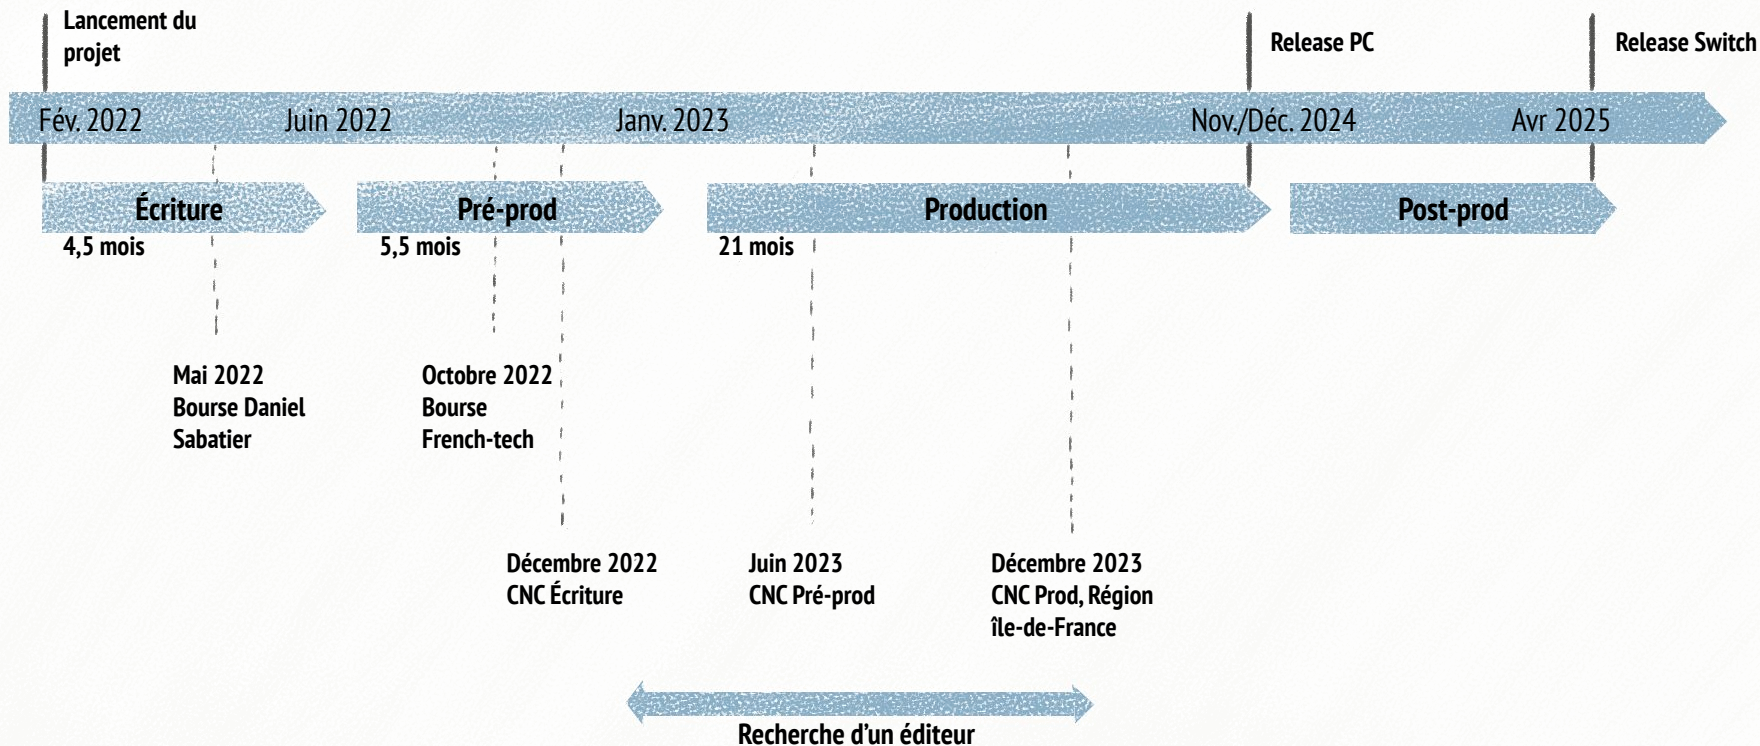 Lancement du
projet
Release PC
Release Switch
Fév. 2022
Juin 2022
Janv. 2023
Nov./Déc. 2024
Avr 2025
Écriture
Pré-prod
Production
Post-prod
4,5 mois
5,5 mois
21 mois
Mai 2022
Bourse Daniel
Sabatier
Octobre 2022
Bourse
French-tech
Décembre 2022
CNC Écriture
Juin 2023
CNC Pré-prod
Décembre 2023
CNC Prod, Région
île-de-France
Recherche d'un éditeur